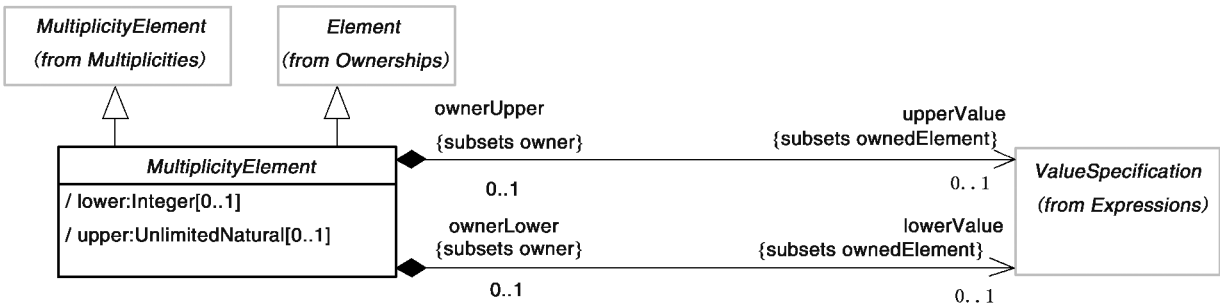 MultiplicityElement
(from Multiplicities)
Element
(from Ownerships)
ownerUpper
{subsets owner}
0..1
upperValue
{subsets ownedElement}
0..1
MultiplicityElement
/ lower:Integer[0..1]
/ upper:UnlimitedNatural[0..1]
ownerLower
{subsets owner}
0..1
lowerValue
{subsets ownedElement}
0..1
ValueSpecification
(from Expressions)